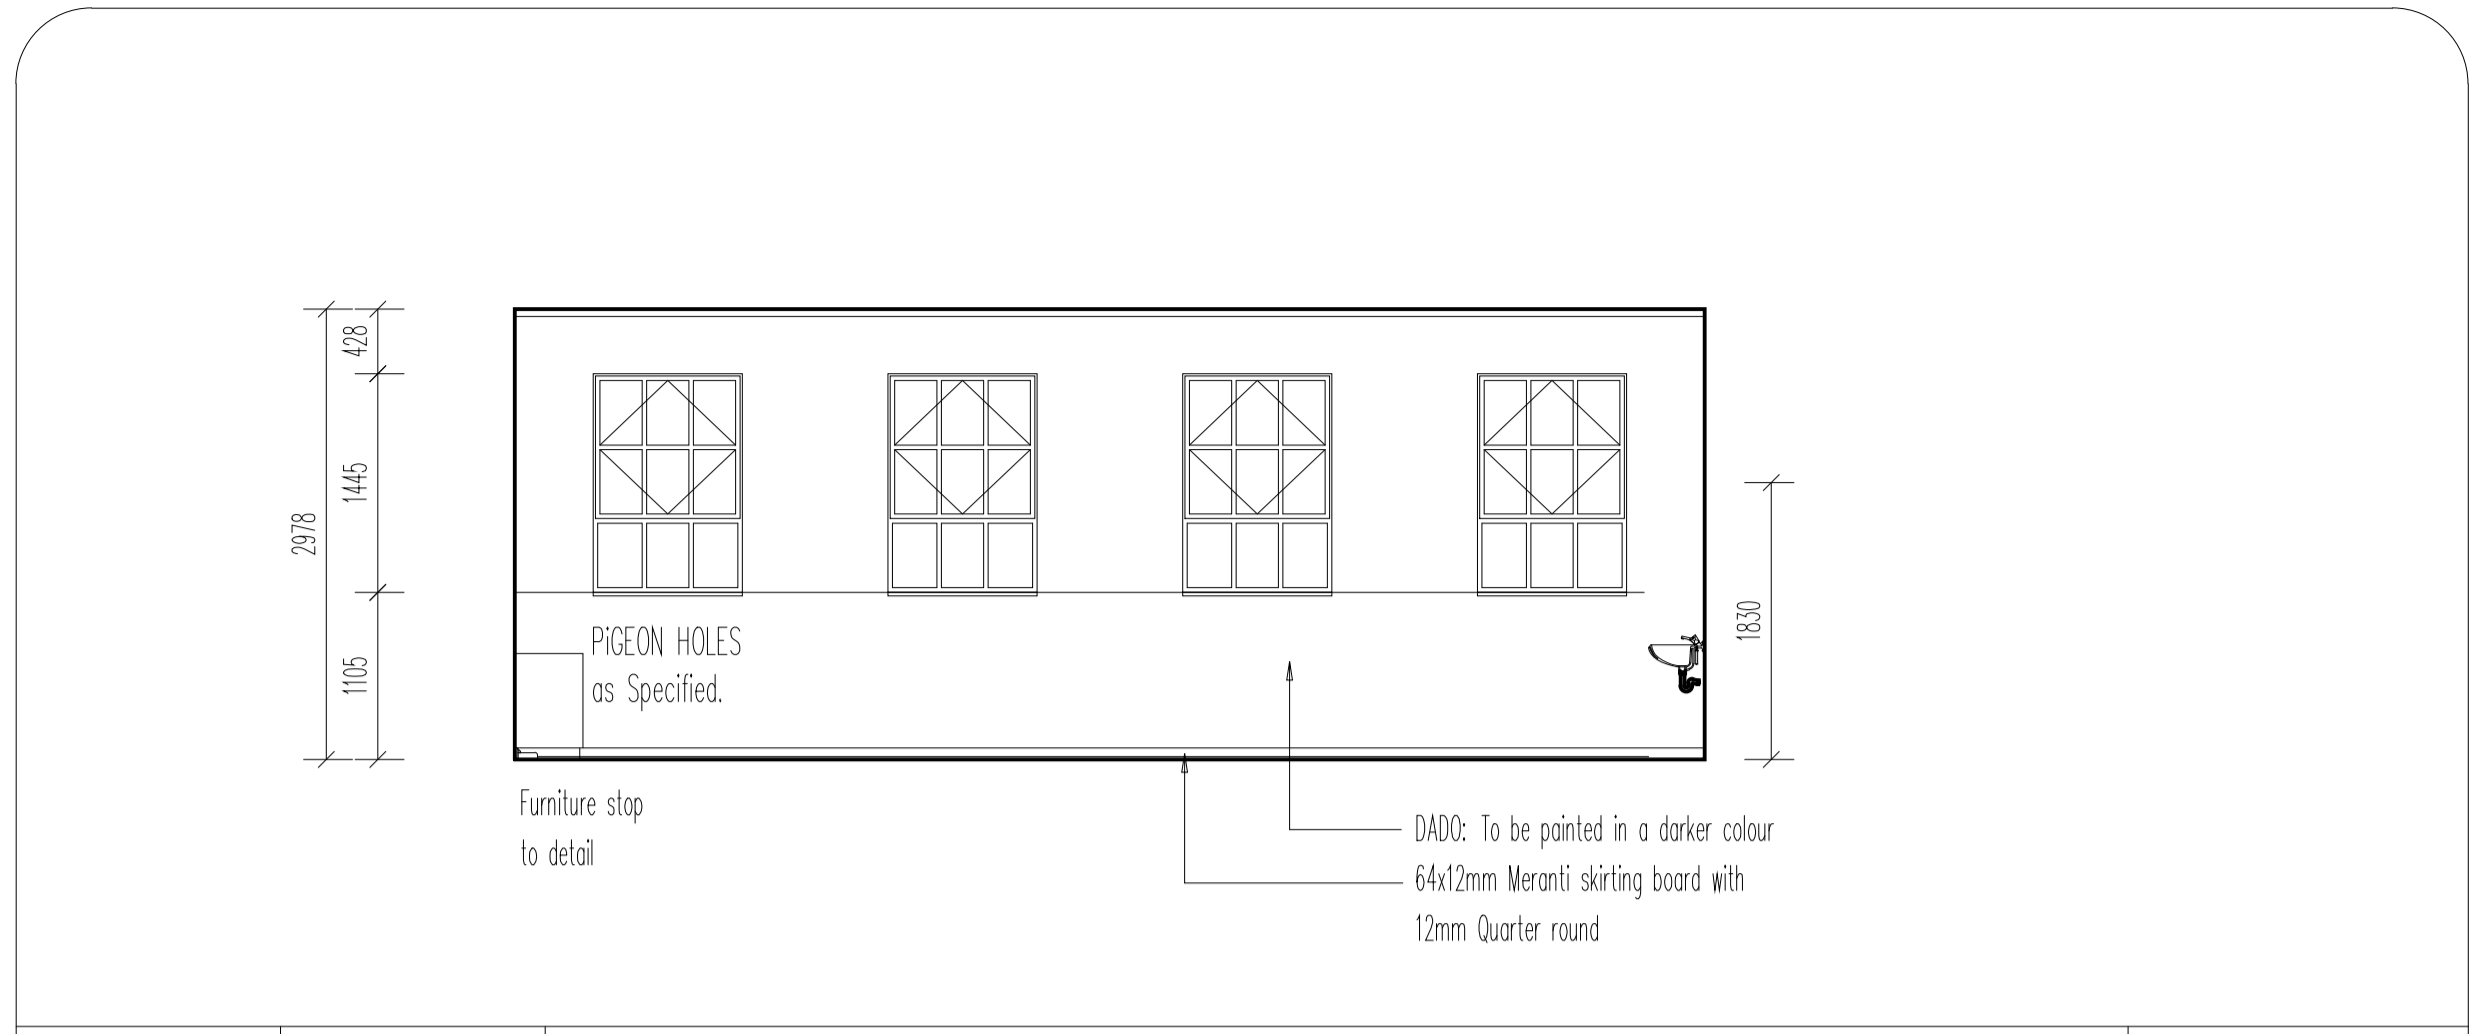 428
1445
2978
1105
1830
PiGEON HOLES
as Specified.
Furniture stop
to detail
DADO: To be painted in a darker colour
64x12mm Meranti skirting board with
12mm Quarter round